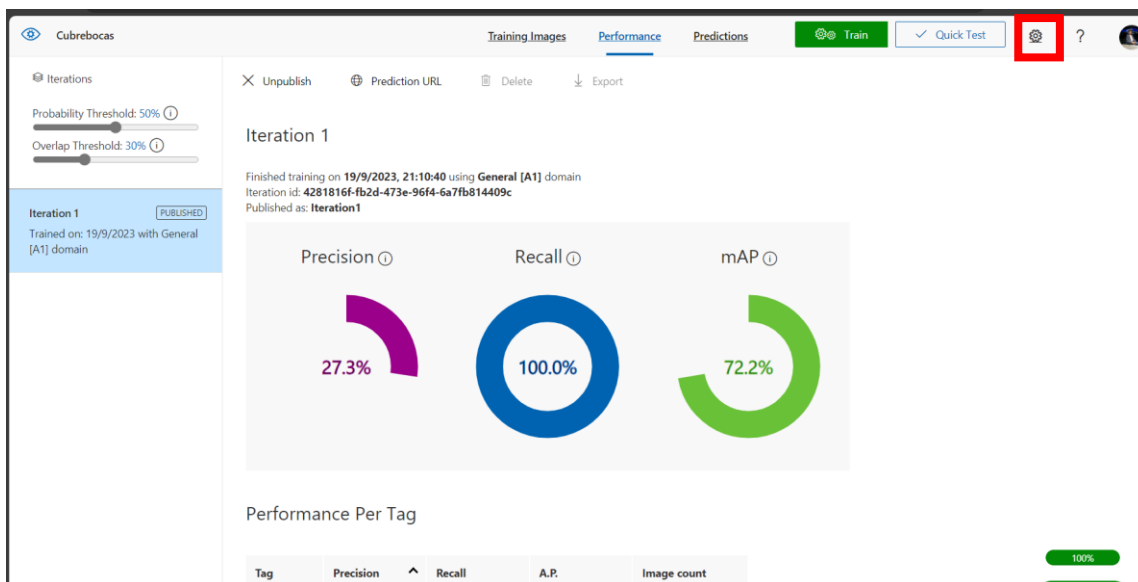 Cubrebocas
Training Images
Performance
Predictions
Train
Quick Test
?
Iterations
Probability Threshold: 50%
Overlap Threshold: 30%
Iteration 1
PUBLISHED
Trained on: 19/9/2023 with General
[A1] domain
Unpublish
Prediction URL
Delete
Export
Iteration 1
Finished training on 19/9/2023, 21:10:40 using General [A1] domain
Iteration id: 4281816f-fb2d-473e-96f4-6a7fb814409c
Published as: Iteration1
Precision
Recall
mAP
27.3%
100.0%
72.2%
Performance Per Tag
Tag
Precision
Recall
A.P.
Image count
100%